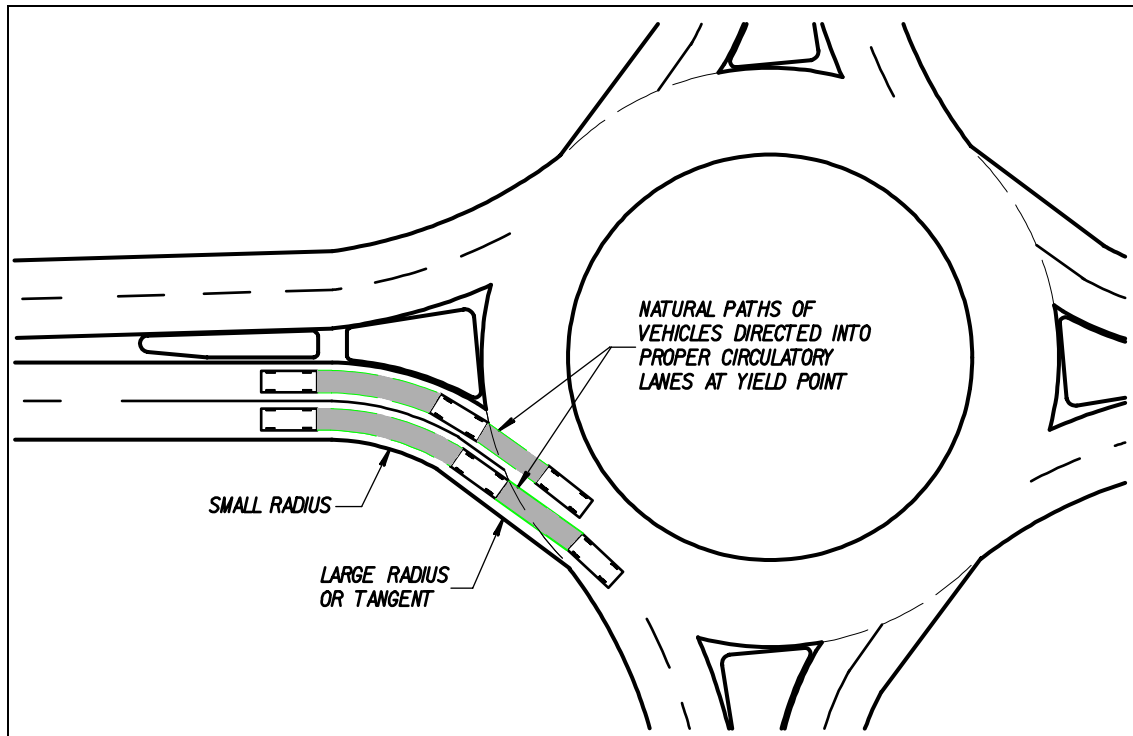 NATURAL PATHS OF
VEHICLES DIRECTED INTO
PROPER CIRCULATORY
LANES AT YIELD POINT
SMALL RADIUS
LARGE RADIUS
OR TANGENT